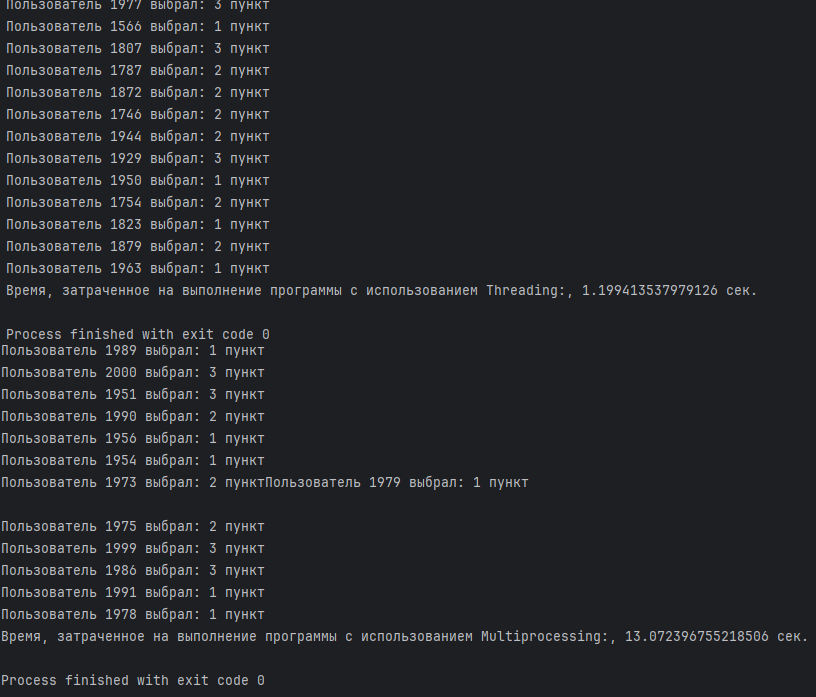 Пользователь 1977 выбрал: 3 пункт
Пользователь 1566 выбрал: 1 пункт
Пользователь 1807 выбрал: 3 пункт
Пользователь 1787 выбрал: 2 пункт
Пользователь 1872 выбрал: 2 пункт
Пользователь 1746 выбрал: 2 пункт
Пользователь 1944 выбрал: 2 пункт
Пользователь 1929 выбрал: 3 пункт
Пользователь 1950 выбрал: 1 пункт
Пользователь 1754 выбрал: 2 пункт
Пользователь 1823 выбрал: 1 пункт
Пользователь 1879 выбрал: 2 пункт
Пользователь 1963 выбрал: 1 пункт
Время, затраченное на выполнение программы с использованием Threading:, 1.199413537979126 сек.
Process finished with exit code 0
Пользователь 1989 выбрал: 1 пункт
Пользователь 2000 выбрал: 3 пункт
Пользователь 1951 выбрал: 3 пункт
Пользователь 1990 выбрал: 2 пункт
Пользователь 1956 выбрал: 1 пункт
Пользователь 1954 выбрал: 1 пункт
Пользователь 1973 выбрал: 2 пунктПользователь 1979 выбрал: 1 пункт
Пользователь 1975 выбрал: 2 пункт
Пользователь 1999 выбрал: 3 пункт
Пользователь 1986 выбрал: 3 пункт
Пользователь 1991 выбрал: 1 пункт
Пользователь 1978 выбрал: 1 пункт
Время, затраченное на выполнение программы с использованием Multiprocessing:, 13.072396755218506 сек.
Process finished with exit code 0